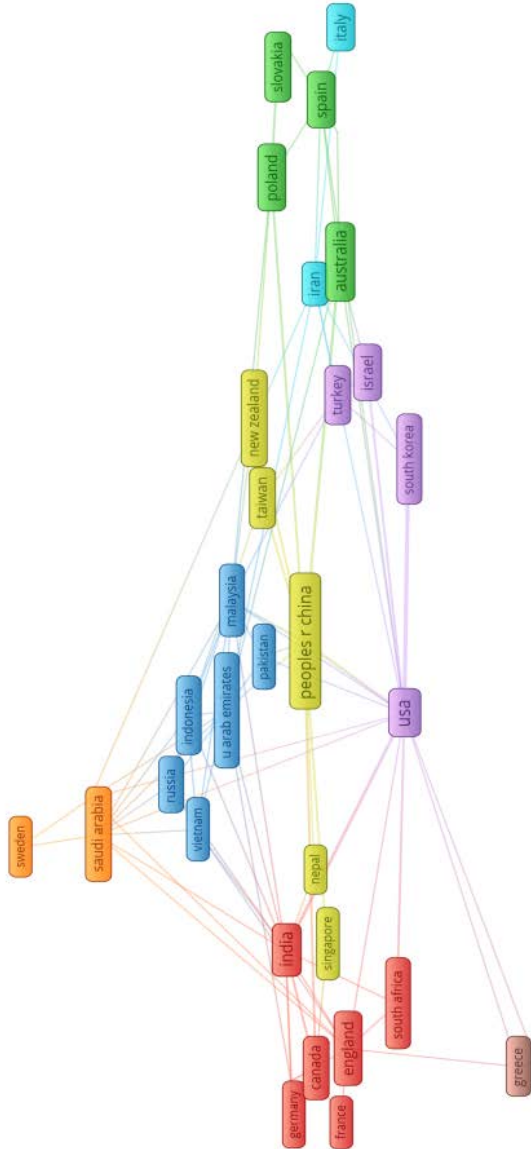 italy
slovakia
spain
poland
australia
iran
israel
turkey
new zealand
south korea
taiwan
malaysia
peoples r china
pakistan
u arab emirates
indonesia
usa
russia
vietnam
saudi arabia
sweden
nepal
singapore
india
south africa
england
canada
germany
france
greece